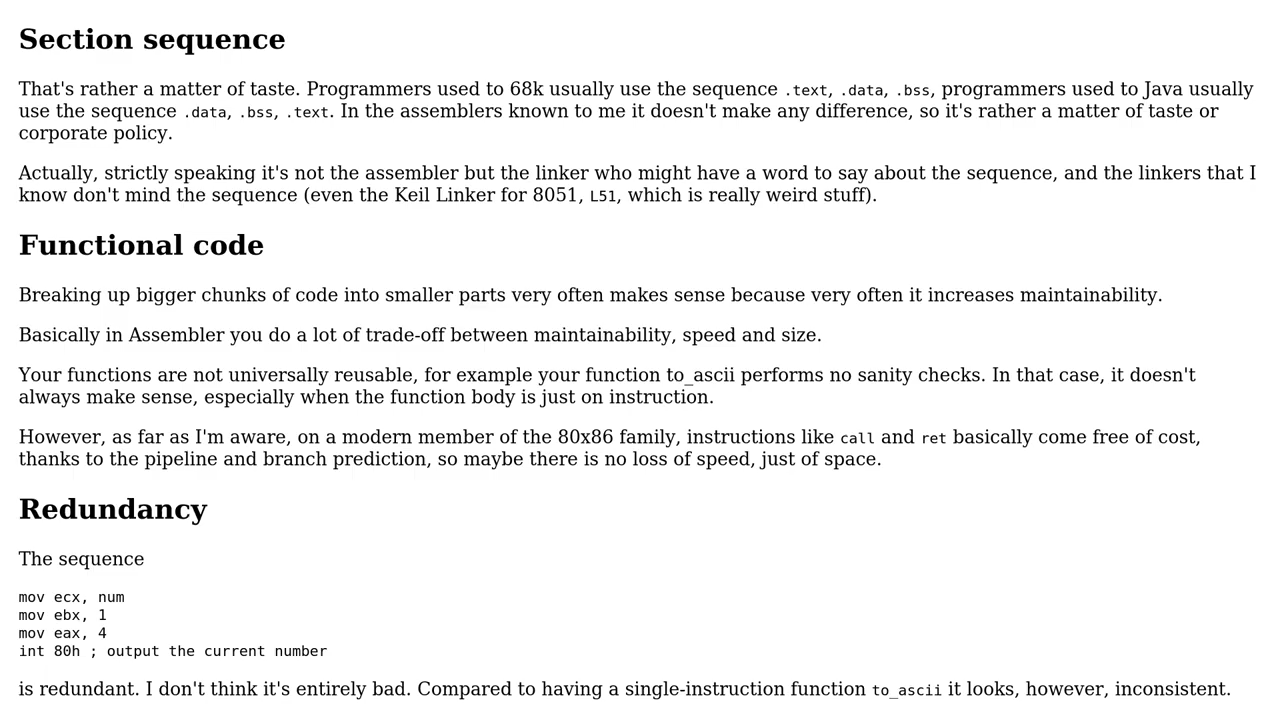 Section sequence
That's rather a matter of taste. Programmers used to 68k usually use the sequence .text, .data, .bss, programmers used to Java usually
use the sequence .data, .bss, .text. In the assemblers known to me it doesn't make any difference, so it's rather a matter of taste or
corporate policy.
Actually, strictly speaking it's not the assembler but the linker who might have a word to say about the sequence, and the linkers that I
know don't mind the sequence (even the Keil Linker for 8051, L51, which is really weird stuff).
Functional code
Breaking up bigger chunks of code into smaller parts very often makes sense because very often it increases maintainability.
Basically in Assembler you do a lot of trade-off between maintainability, speed and size.
Your functions are not universally reusable, for example your function to_ascii performs no sanity checks. In that case, it doesn't
always make sense, especially when the function body is just on instruction.
However, as far as I'm aware, on a modern member of the 80x86 family, instructions like call and ret basically come free of cost,
thanks to the pipeline and branch prediction, so maybe there is no loss of speed, just of space.
Redundancy
The sequence
mov ecx, num
mov ebx, 1
mov eax, 4
int 80h ; output the current number
is redundant. I don't think it's entirely bad. Compared to having a single-instruction function to_ascii it looks, however, inconsistent.